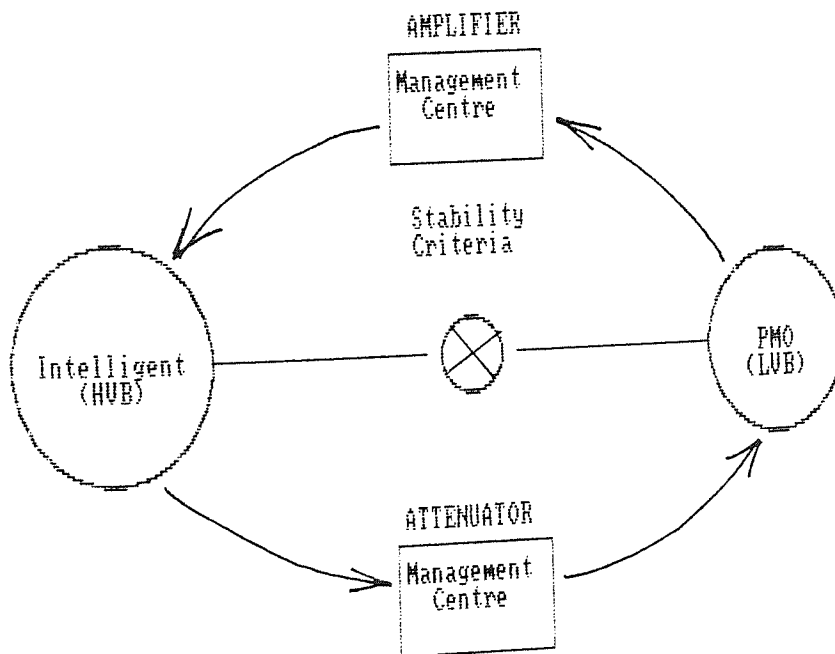 AMPLIFIER
Management
Centre
Stability
Criteria
Intelligent
(HVB)
PMO
(LVB)
ATTENUATOR
Management
Centre